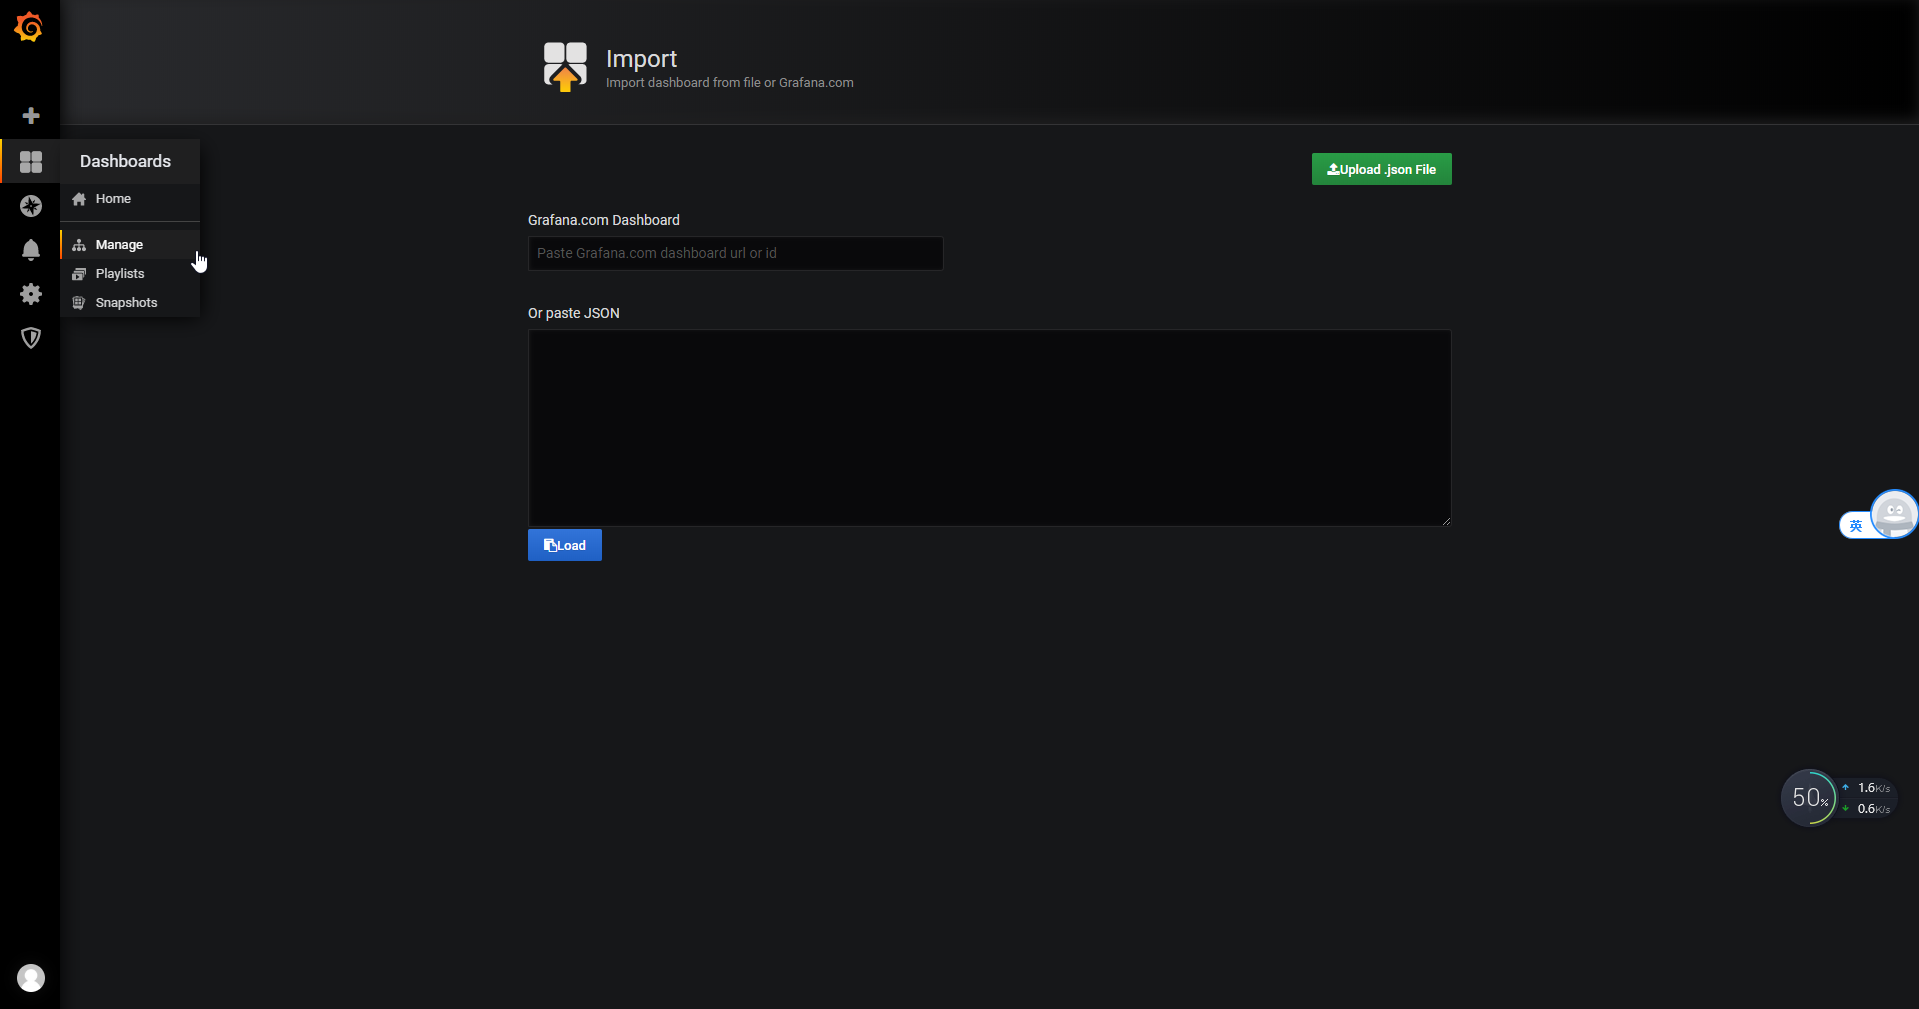 Import
Import dashboard from file or Grafana.com
Dashboards
Home
Manage
Playlists
Snapshots
Upload .json File
Grafana.com Dashboard
Paste Grafana.com dashboard url or id
Or paste JSON
Load
英
50%
1.6K/s
0.6K/s